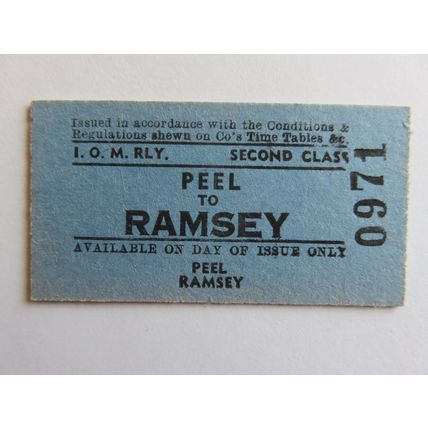 Issued in accordance with the Conditions &
Regulations shewn on Co's Time Tables &c.
I. O. M. RLY. SECOND CLASS
PEEL
TO
RAMSEY
AVAILABLE ON DAY OF ISSUE ONLY
PEEL
RAMSEY
0971